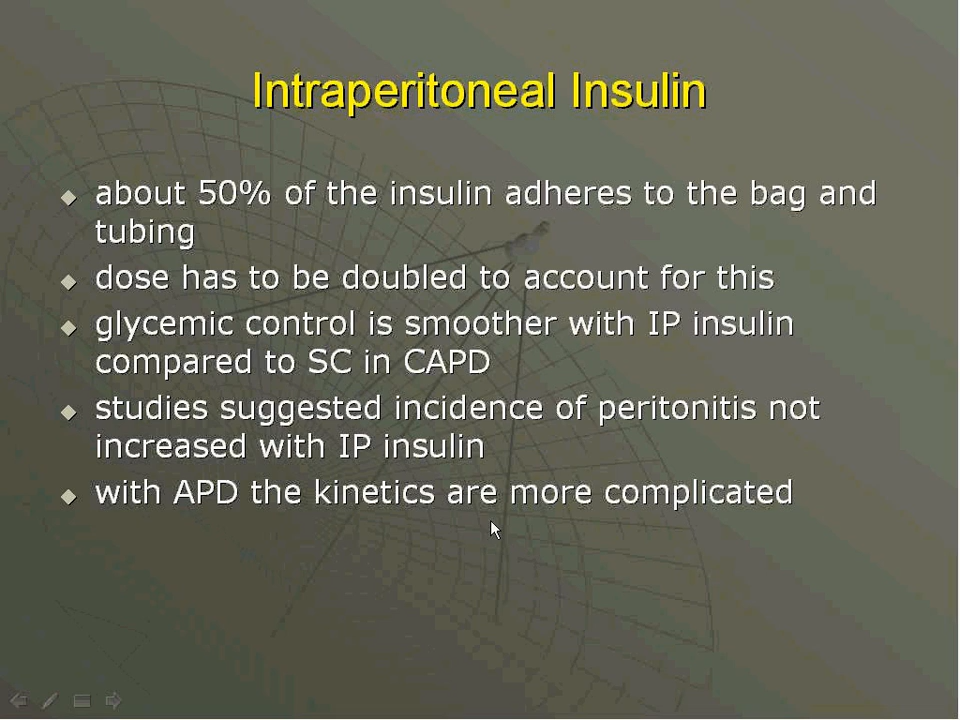 Intraperitoneal Insulin
about 50% of the insulin adheres to the bag and
tubing
dose has to be doubled to account for this
glycemic control is smoother with IP insulin
compared to SC in CAPD
studies suggested incidence of peritonitis not
increased with IP insulin
with APD the kinetics are more complicated